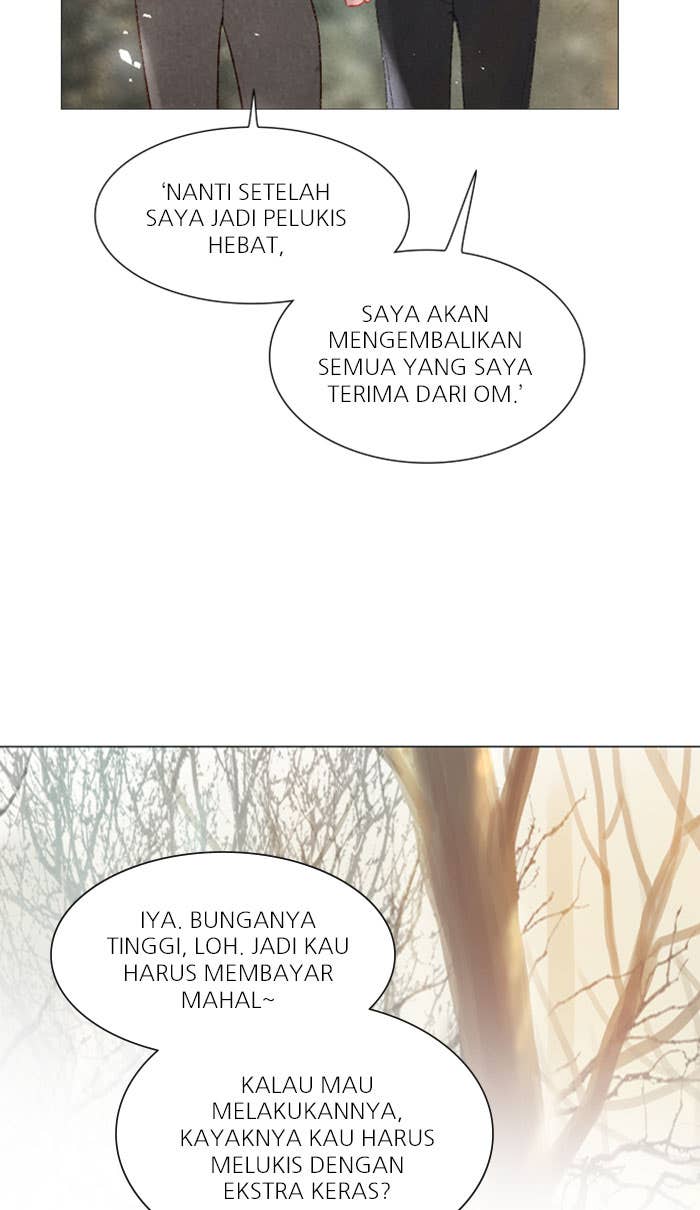 ‘NANTI SETELAH
SAYA JADI PELUKIS
HEBAT,
SAYA AKAN
MENGEMBALIKAN
SEMUA YANG SAYA
TERIMA DARI OM.’
IYA. BUNGANYA
TINGGI, LOH. JADI KAU
HARUS MEMBAYAR
MAHAL~
KALAU MAU
MELAKUKANNYA,
KAYAKNYA KAU HARUS
MELUKIS DENGAN
EKSTRA KERAS?